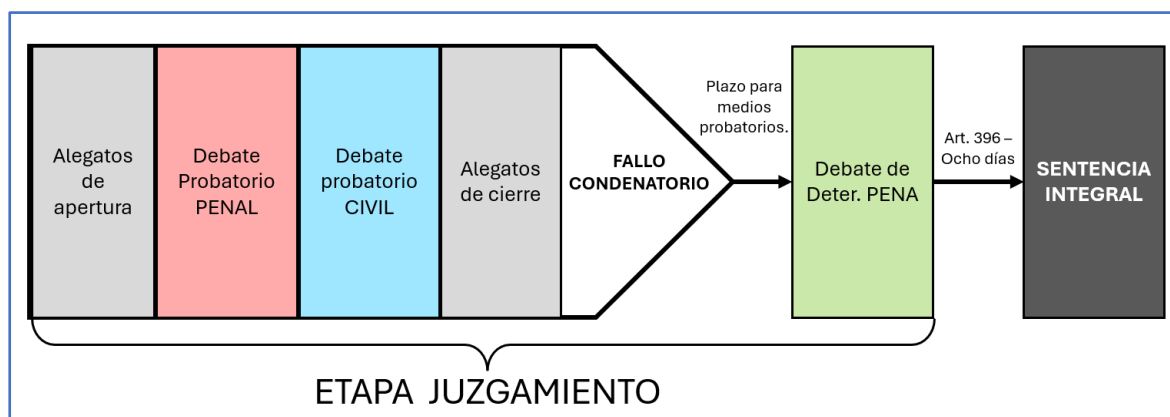 Alegatos
de
apertura
Debate
Probatorio
PENAL
Debate
probatorio
CIVIL
Alegatos
de cierre
FALLO
CONDENATORIO
Plazo para
medios
probatorios.
Debate de
Deter. PENA
Art. 396 –
Ocho días
SENTENCIA
INTEGRAL
ETAPA JUZGAMIENTO